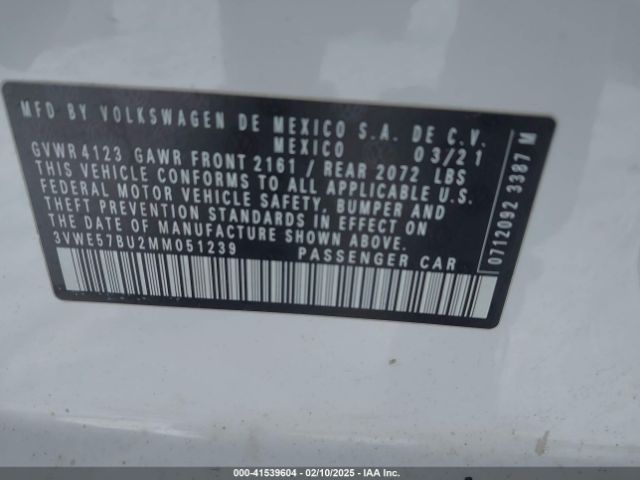 MFD BY VOLKSWAGEN DE MEXICO S.A. DE C.V.
MEXICO 03/21
GVWR 4123 GAWR FRONT 2161 / REAR 2072 LBS
THIS VEHICLE CONFORMS TO ALL APPLICABLE U.S.
FEDERAL MOTOR VEHICLE SAFETY, BUMPER AND
THEFT PREVENTION STANDARDS IN EFFECT ON
THE DATE OF MANUFACTURE SHOWN ABOVE.
3VWE57BU2MM051239 PASSENGER CAR
0712092 3387 M
000-41539604 / 02/10/2025 - IAA Inc.